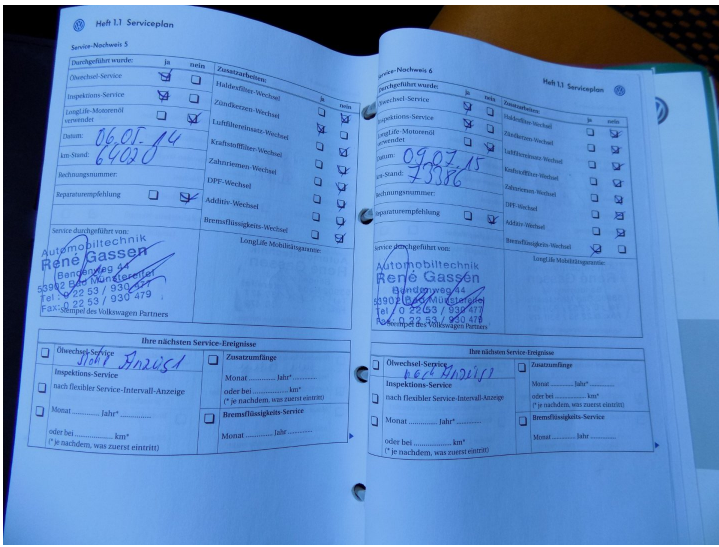 Heft 1.1 Serviceplan
Service-Nachweis 5
Durchgeführt wurde: ja nein
Ölwechsel-Service
Inspektions-Service
LongLife-Motorenöl
verwendet
Datum: 06.05.14
km-Stand: 64020
Rechnungsnummer:
Reparaturempfehlung
Zusatzarbeiten: ja nein
Haldexfilter-Wechsel
Zündkerzen-Wechsel
Luftfiltereinsatz-Wechsel
Kraftstofffilter-Wechsel
Zahnriemen-Wechsel
DPF-Wechsel
Additiv-Wechsel
Bremsflüssigkeits-Wechsel
Service durchgeführt von:
LongLife Mobilitätsgarantie:
Automobiltechnik
René Gassen
Bendenweg 44
53902 Bad Münstereifel
Tel.: 0 22 53 / 930 477
Fax: 0 22 53 / 930 479
Stempel des Volkswagen Partners
Ihre nächsten Service-Ereignisse
Ölwechsel-Service
Inspektions-Service
nach flexibler Service-Intervall-Anzeige
Monat ............ Jahr* ............
oder bei ............ km*
(* je nachdem, was zuerst eintritt)
Zusatzumfänge
Monat ............ Jahr* ............
oder bei ............ km*
(* je nachdem, was zuerst eintritt)
Bremsflüssigkeits-Service
Monat ............ Jahr ............
Heft 1.1 Serviceplan
Service-Nachweis 6
Durchgeführt wurde: ja nein
Ölwechsel-Service
Inspektions-Service
LongLife-Motorenöl
verwendet
Datum: 09.07.15
km-Stand: 73386
Rechnungsnummer:
Reparaturempfehlung
Zusatzarbeiten: ja nein
Haldexfilter-Wechsel
Zündkerzen-Wechsel
Luftfiltereinsatz-Wechsel
Kraftstofffilter-Wechsel
Zahnriemen-Wechsel
DPF-Wechsel
Additiv-Wechsel
Bremsflüssigkeits-Wechsel
Service durchgeführt von:
LongLife Mobilitätsgarantie:
Automobiltechnik
René Gassen
Bendenweg 44
53902 Bad Münstereifel
Tel.: 0 22 53 / 930 477
Fax: 0 22 53 / 930 479
Stempel des Volkswagen Partners
Ihre nächsten Service-Ereignisse
Ölwechsel-Service
nach Anzeige
Inspektions-Service
nach flexibler Service-Intervall-Anzeige
Monat ............ Jahr* ............
oder bei ............ km*
(* je nachdem, was zuerst eintritt)
Zusatzumfänge
Monat ............ Jahr* ............
oder bei ............ km*
(* je nachdem, was zuerst eintritt)
Bremsflüssigkeits-Service
Monat ............ Jahr ............